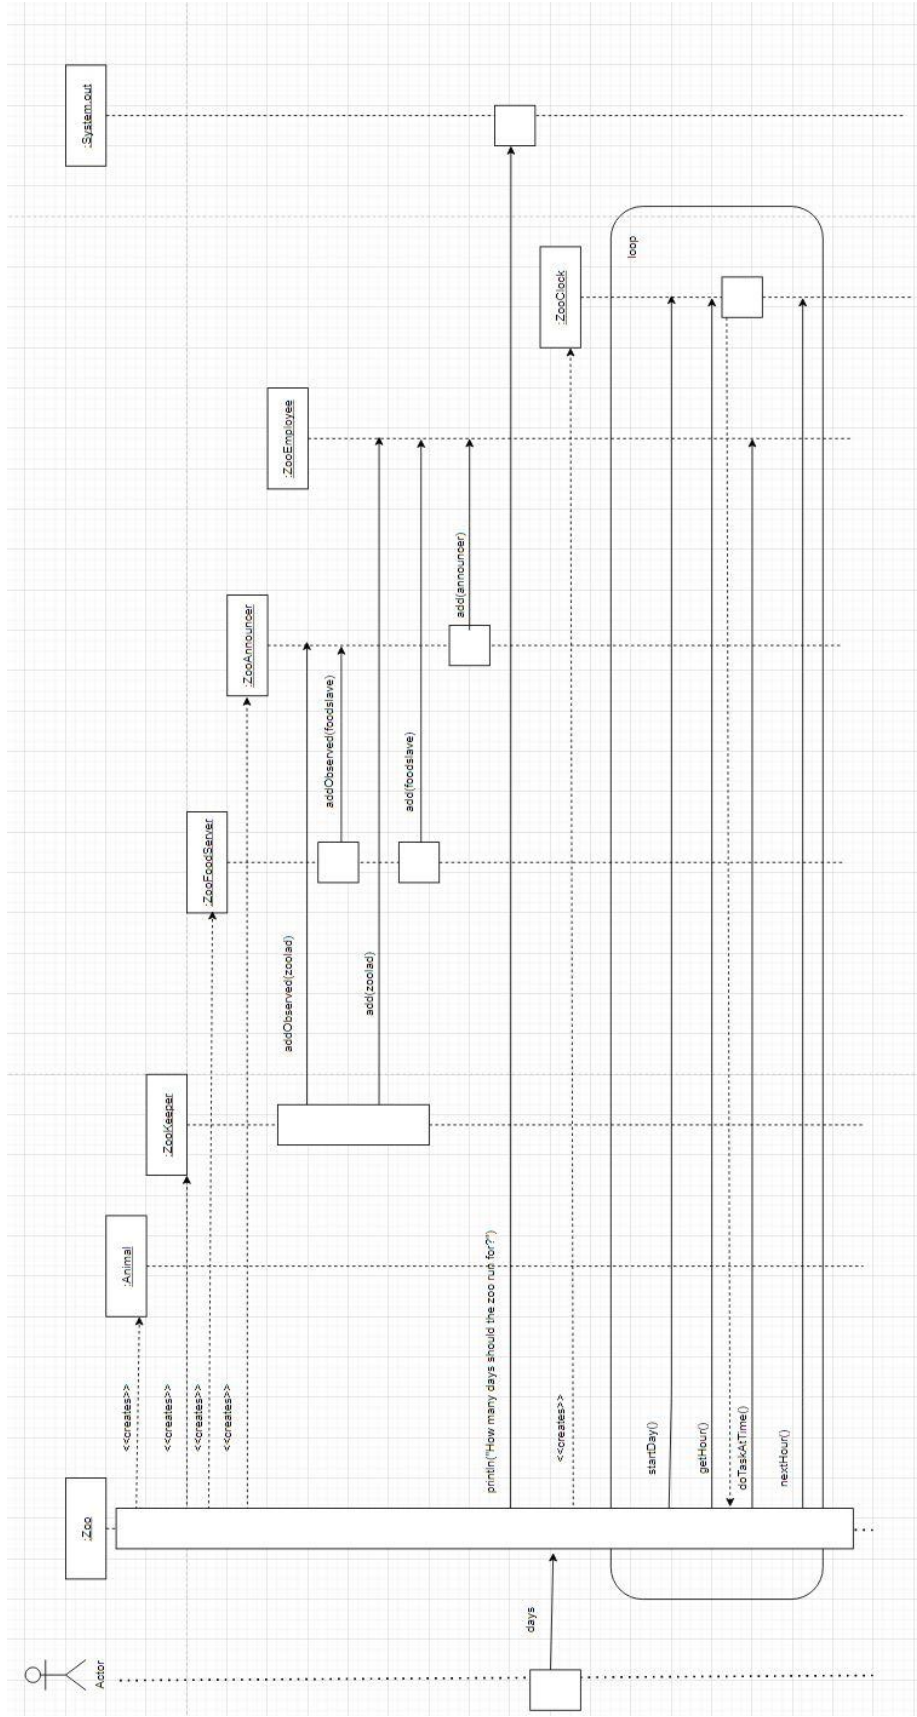 Actor
:Zoo
:Animal
:ZooKeeper
:ZooFoodServer
:ZooAnnouncer
:ZooEmployee
:System.out
<<creates>>
<<creates>>
<<creates>>
<<creates>>
addObserved(zoolad)
addObserved(foodslave)
add(zoolad)
add(foodslave)
add(announcer)
println("How many days should the zoo run for?")
days
<<creates>>
:ZooClock
loop
startDay()
getHour()
doTaskAtTime()
nextHour()